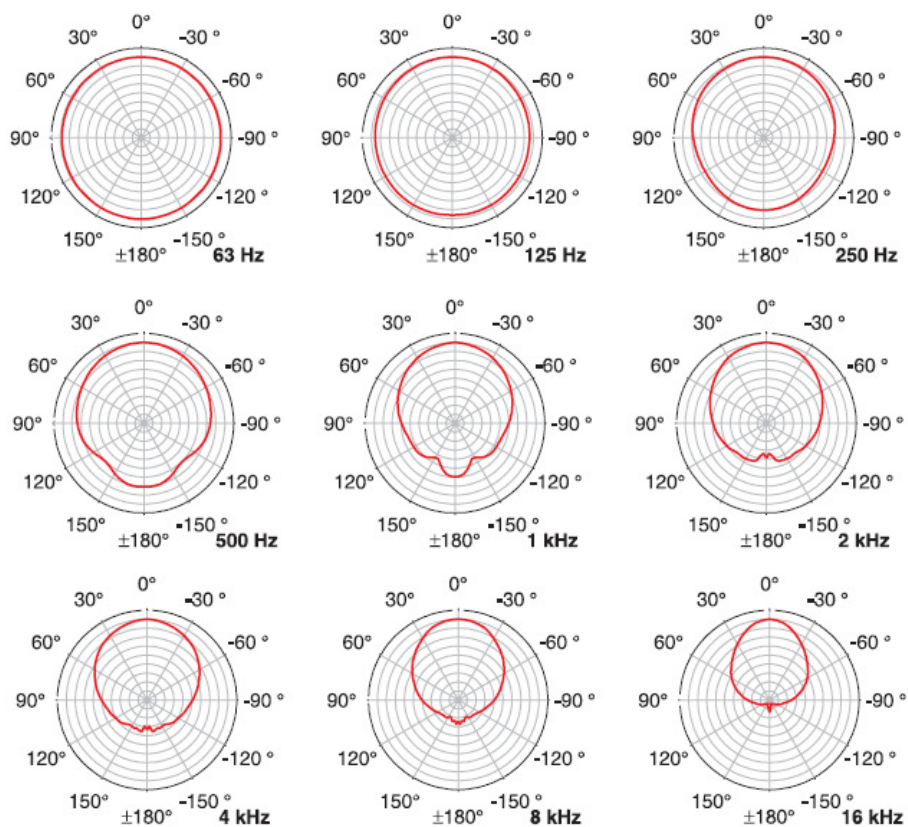 0° 0° 0°
30° -30 ° 30° -30 ° 30° -30 °
60° -60 ° 60° -60 ° 60° -60 °
90° -90 ° 90° -90 ° 90° -90 °
120° -120 ° 120° -120 ° 120° -120 °
150° -150 ° 150° -150 ° 150° -150 °
±180° 63 Hz ±180° 125 Hz ±180° 250 Hz
0° 0° 0°
30° -30 ° 30° -30 ° 30° -30 °
60° -60 ° 60° -60 ° 60° -60 °
90° -90 ° 90° -90 ° 90° -90 °
120° -120 ° 120° -120 ° 120° -120 °
150° -150 ° 150° -150 ° 150° -150 °
±180° 500 Hz ±180° 1 kHz ±180° 2 kHz
0° 0° 0°
30° -30 ° 30° -30 ° 30° -30 °
60° -60 ° 60° -60 ° 60° -60 °
90° -90 ° 90° -90 ° 90° -90 °
120° -120 ° 120° -120 ° 120° -120 °
150° -150 ° 150° -150 ° 150° -150 °
±180° 4 kHz ±180° 8 kHz ±180° 16 kHz